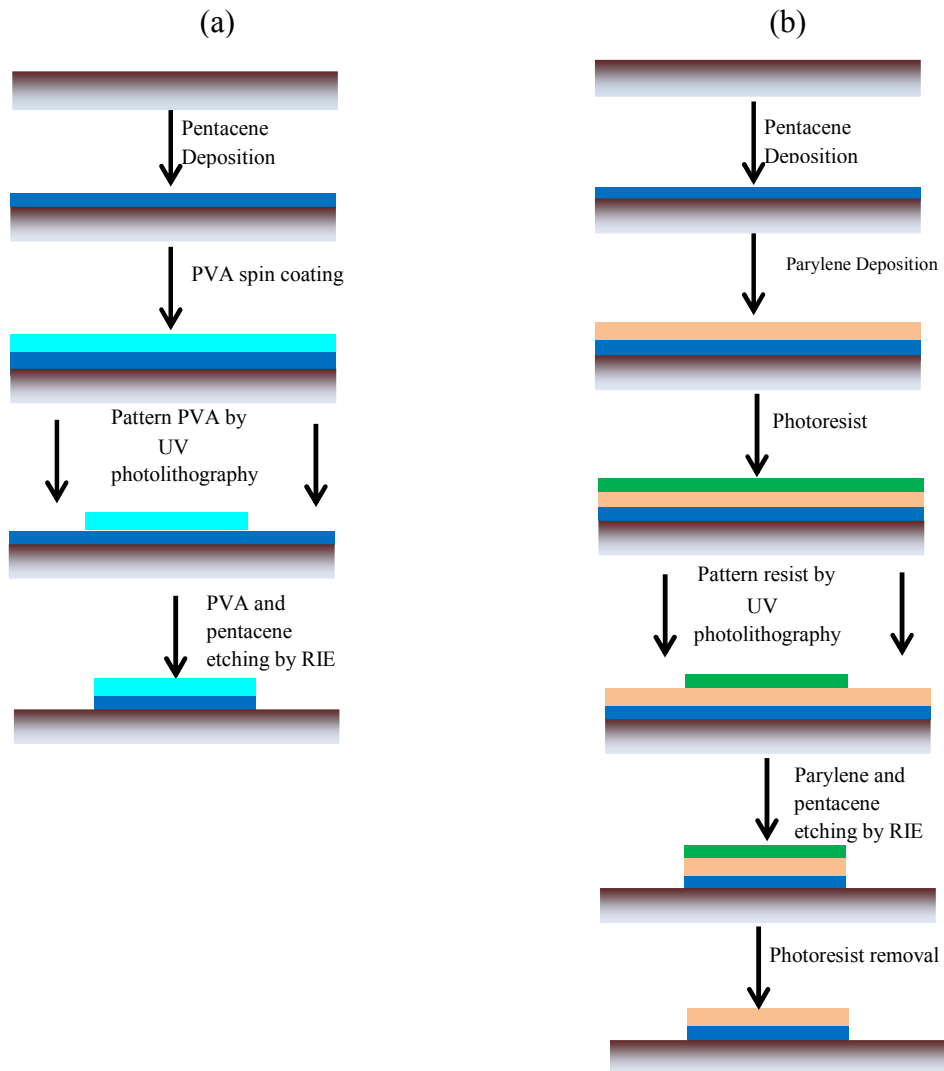 (a)
Pentacene
Deposition
PVA spin coating
Pattern PVA by
UV
photolithography
PVA and
pentacene
etching by RIE
(b)
Pentacene
Deposition
Parylene Deposition
Photoresist
Pattern resist by
UV
photolithography
Parylene and
pentacene
etching by RIE
Photoresist removal